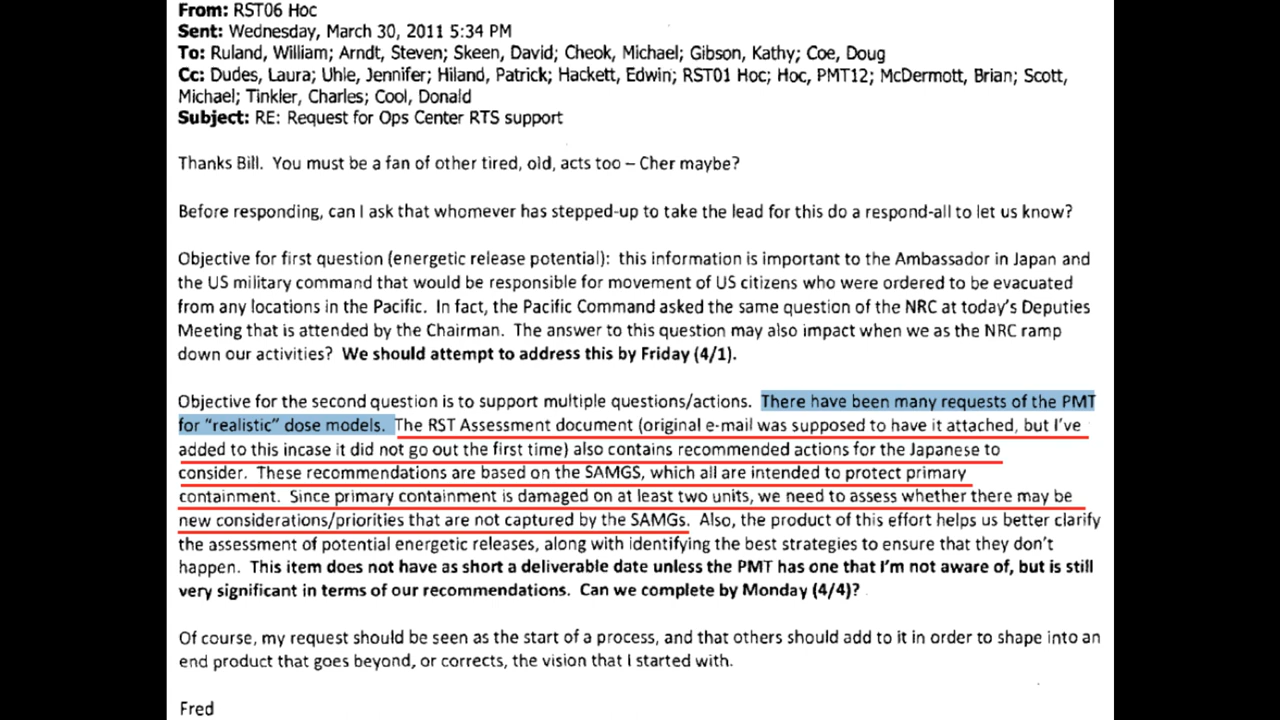 From: RST06 Hoc
Sent: Wednesday, March 30, 2011 5:34 PM
To: Ruland, William; Arndt, Steven; Skeen, David; Cheok, Michael; Gibson, Kathy; Coe, Doug
Cc: Dudes, Laura; Uhle, Jennifer; Hiland, Patrick; Hackett, Edwin; RST01 Hoc; Hoc, PMT12; McDermott, Brian; Scott,
Michael; Tinkler, Charles; Cool, Donald
Subject: RE: Request for Ops Center RTS support
Thanks Bill. You must be a fan of other tired, old, acts too – Cher maybe?
Before responding, can I ask that whomever has stepped-up to take the lead for this do a respond-all to let us know?
Objective for first question (energetic release potential): this information is important to the Ambassador in Japan and
the US military command that would be responsible for movement of US citizens who were ordered to be evacuated
from any locations in the Pacific. In fact, the Pacific Command asked the same question of the NRC at today's Deputies
Meeting that is attended by the Chairman. The answer to this question may also impact when we as the NRC ramp
down our activities? We should attempt to address this by Friday (4/1).
Objective for the second question is to support multiple questions/actions. There have been many requests of the PMT
for "realistic" dose models. The RST Assessment document (original e-mail was supposed to have it attached, but I've
added to this incase it did not go out the first time) also contains recommended actions for the Japanese to
consider. These recommendations are based on the SAMGS, which all are intended to protect primary
containment. Since primary containment is damaged on at least two units, we need to assess whether there may be
new considerations/priorities that are not captured by the SAMGs. Also, the product of this effort helps us better clarify
the assessment of potential energetic releases, along with identifying the best strategies to ensure that they don't
happen. This item does not have as short a deliverable date unless the PMT has one that I'm not aware of, but is still
very significant in terms of our recommendations. Can we complete by Monday (4/4)?
Of course, my request should be seen as the start of a process, and that others should add to it in order to shape into an
end product that goes beyond, or corrects, the vision that I started with.
Fred